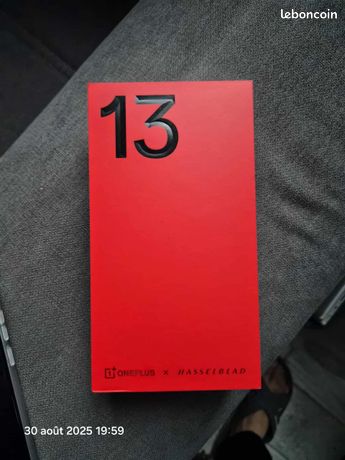 leboncoin
13
ONEPLUS × HASSELBLAD
30 août 2025 19:59